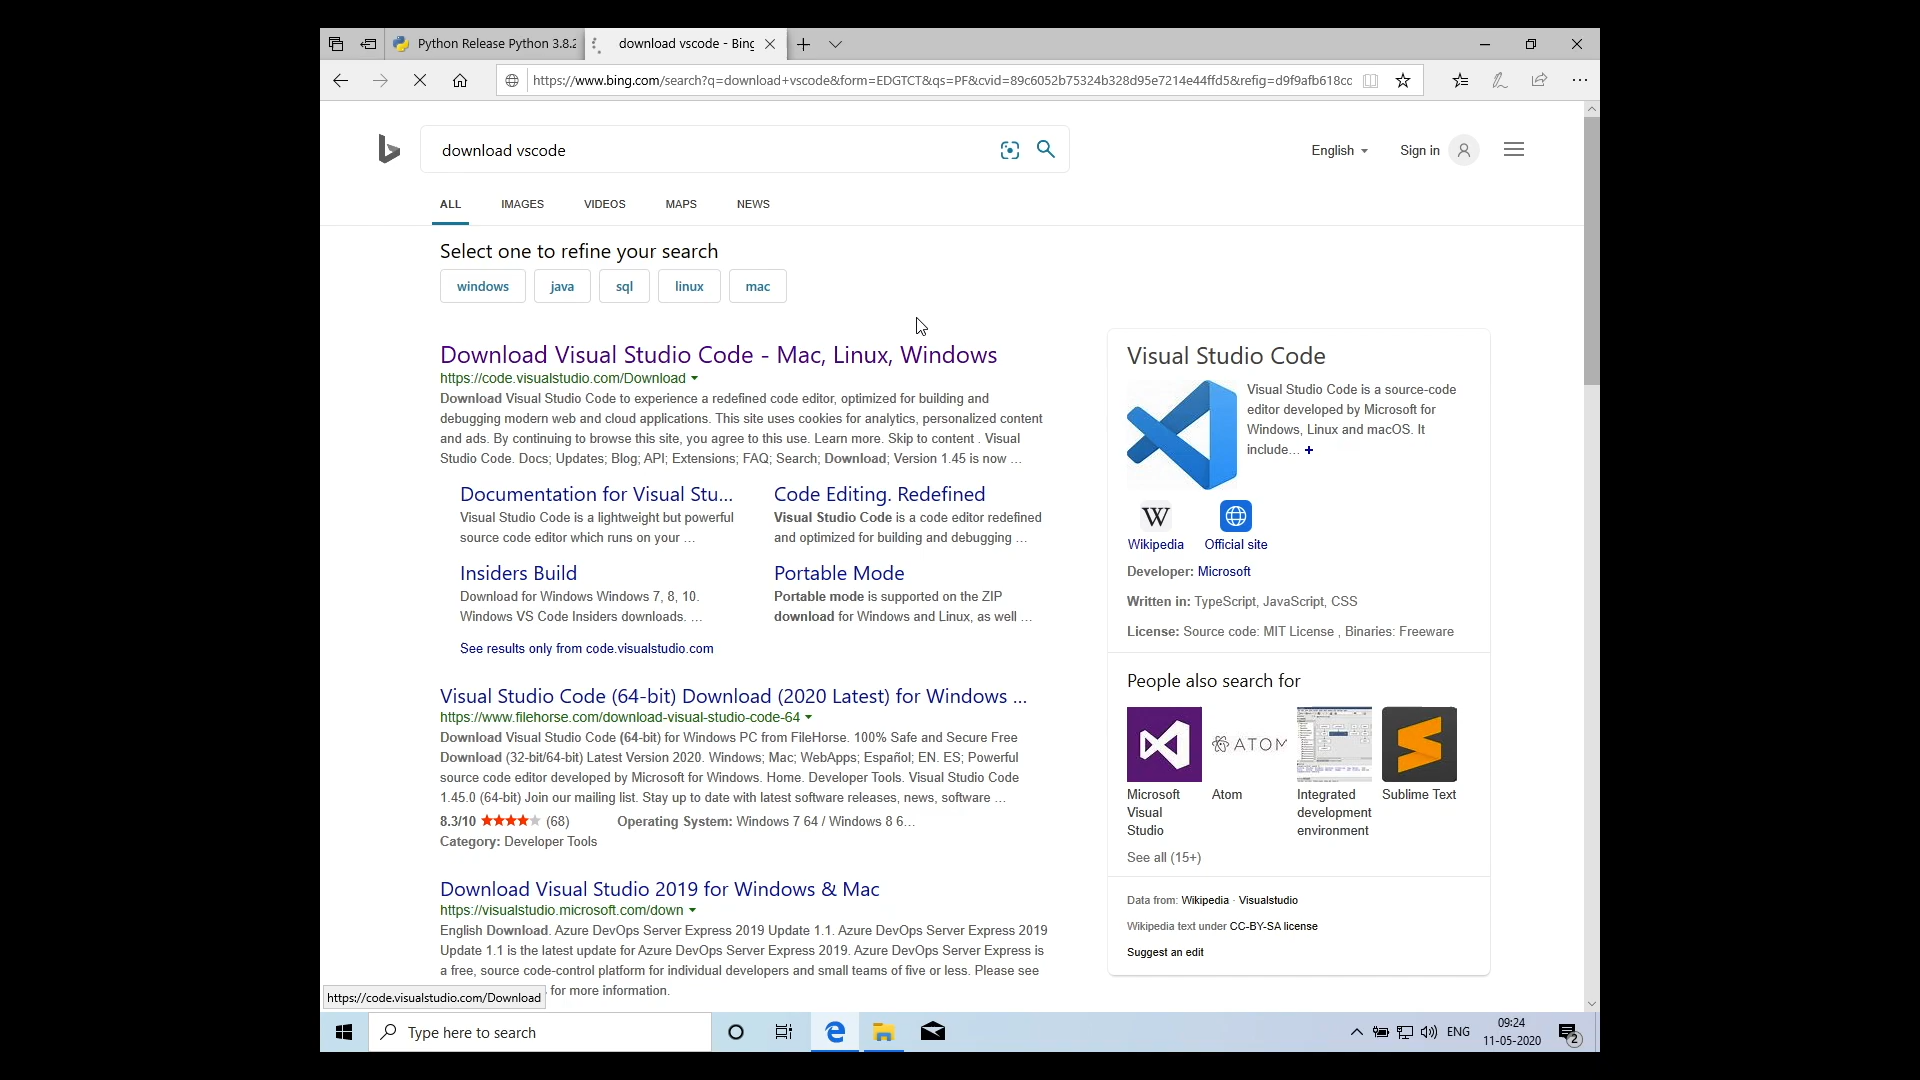 Python Release Python 3.8.2
download vscode - Bing
https://www.bing.com/search?q=download+vscode&form=EDGTCT&qs=PF&cvid=89c6052b75324b328d95e7214e44ffd5&refig=d9f9afb618cc
download vscode
English
Sign in
ALL IMAGES VIDEOS MAPS NEWS
Select one to refine your search
windows java sql linux mac
Download Visual Studio Code - Mac, Linux, Windows
https://code.visualstudio.com/Download
Download Visual Studio Code to experience a redefined code editor, optimized for building and
debugging modern web and cloud applications. This site uses cookies for analytics, personalized content
and ads. By continuing to browse this site, you agree to this use. Learn more. Skip to content . Visual
Studio Code. Docs; Updates; Blog; API; Extensions; FAQ; Search; Download; Version 1.45 is now ...
Documentation for Visual Stu...
Visual Studio Code is a lightweight but powerful
source code editor which runs on your ...
Code Editing. Redefined
Visual Studio Code is a code editor redefined
and optimized for building and debugging ...
Insiders Build
Download for Windows Windows 7, 8, 10.
Windows VS Code Insiders downloads. ...
Portable Mode
Portable mode is supported on the ZIP
download for Windows and Linux, as well ...
See results only from code.visualstudio.com
Visual Studio Code (64-bit) Download (2020 Latest) for Windows ...
https://www.filehorse.com/download-visual-studio-code-64
Download Visual Studio Code (64-bit) for Windows PC from FileHorse. 100% Safe and Secure Free
Download (32-bit/64-bit) Latest Version 2020. Windows; Mac; WebApps; Español; EN. ES; Powerful
source code editor developed by Microsoft for Windows. Home. Developer Tools. Visual Studio Code
1.45.0 (64-bit) Join our mailing list. Stay up to date with latest software releases, news, software ...
8.3/10 (68) Operating System: Windows 7 64 / Windows 8 6...
Category: Developer Tools
Download Visual Studio 2019 for Windows & Mac
https://visualstudio.microsoft.com/down
English Download. Azure DevOps Server Express 2019 Update 1.1. Azure DevOps Server Express 2019
Update 1.1 is the latest update for Azure DevOps Server Express 2019. Azure DevOps Server Express is
a free, source code-control platform for individual developers and small teams of five or less. Please see
for more information.
https://code.visualstudio.com/Download
Visual Studio Code
Visual Studio Code is a source-code
editor developed by Microsoft for
Windows, Linux and macOS. It
include... +
W
Wikipedia Official site
Developer: Microsoft
Written in: TypeScript, JavaScript, CSS
License: Source code: MIT License , Binaries: Freeware
People also search for
ATOM
Microsoft Visual Studio
Atom
Integrated development environment
Sublime Text
See all (15+)
Data from: Wikipedia · Visualstudio
Wikipedia text under CC-BY-SA license
Suggest an edit
Type here to search
ENG
09:24
11-05-2020
2